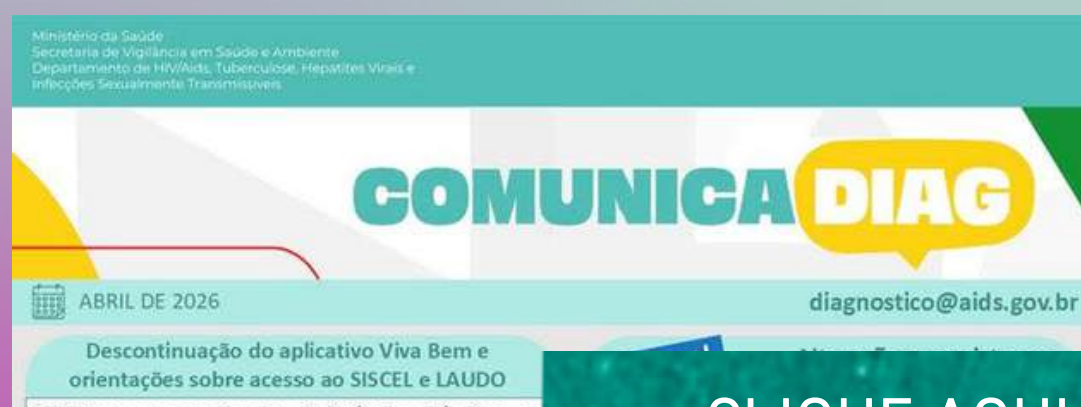 Ministério da Saúde
Secretaria de Vigilância em Saúde e Ambiente
Departamento de HIV/Aids, Tuberculose, Hepatites Virais e
Infecções Sexualmente Transmissíveis
COMUNICA DIAG
ABRIL DE 2026
diagnostico@aids.gov.br
Descontinuação do aplicativo Viva Bem e
orientações sobre acesso ao SISCEL e LAUDO
CLIQUE AQUI